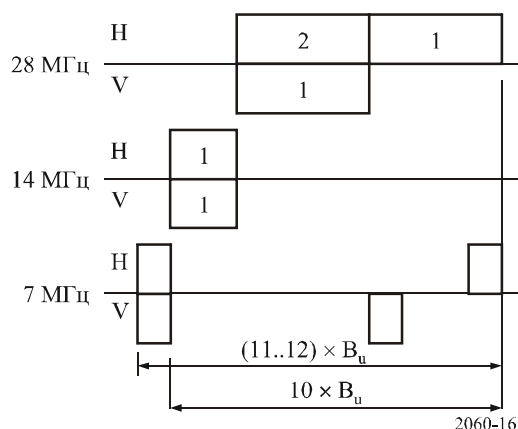 H 2 1
28 МГц
V 1
H 1
14 МГц
V 1
H
7 МГц
V
(11..12) × Bu
10 × Bu
2060-16